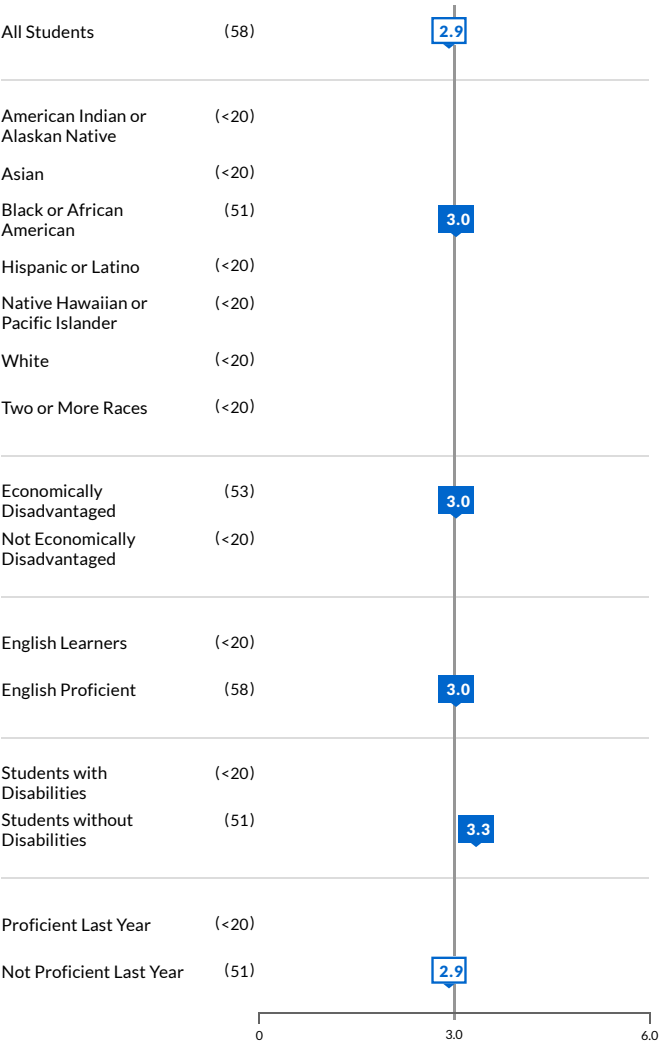 All Students (58) 2.9
American Indian or (<20)
Alaskan Native
Asian (<20)
Black or African (51) 3.0
American
Hispanic or Latino (<20)
Native Hawaiian or (<20)
Pacific Islander
White (<20)
Two or More Races (<20)
Economically (53) 3.0
Disadvantaged
Not Economically (<20)
Disadvantaged
English Learners (<20)
English Proficient (58) 3.0
Students with (<20)
Disabilities
Students without (51) 3.3
Disabilities
Proficient Last Year (<20)
Not Proficient Last Year (51) 2.9
0 3.0 6.0